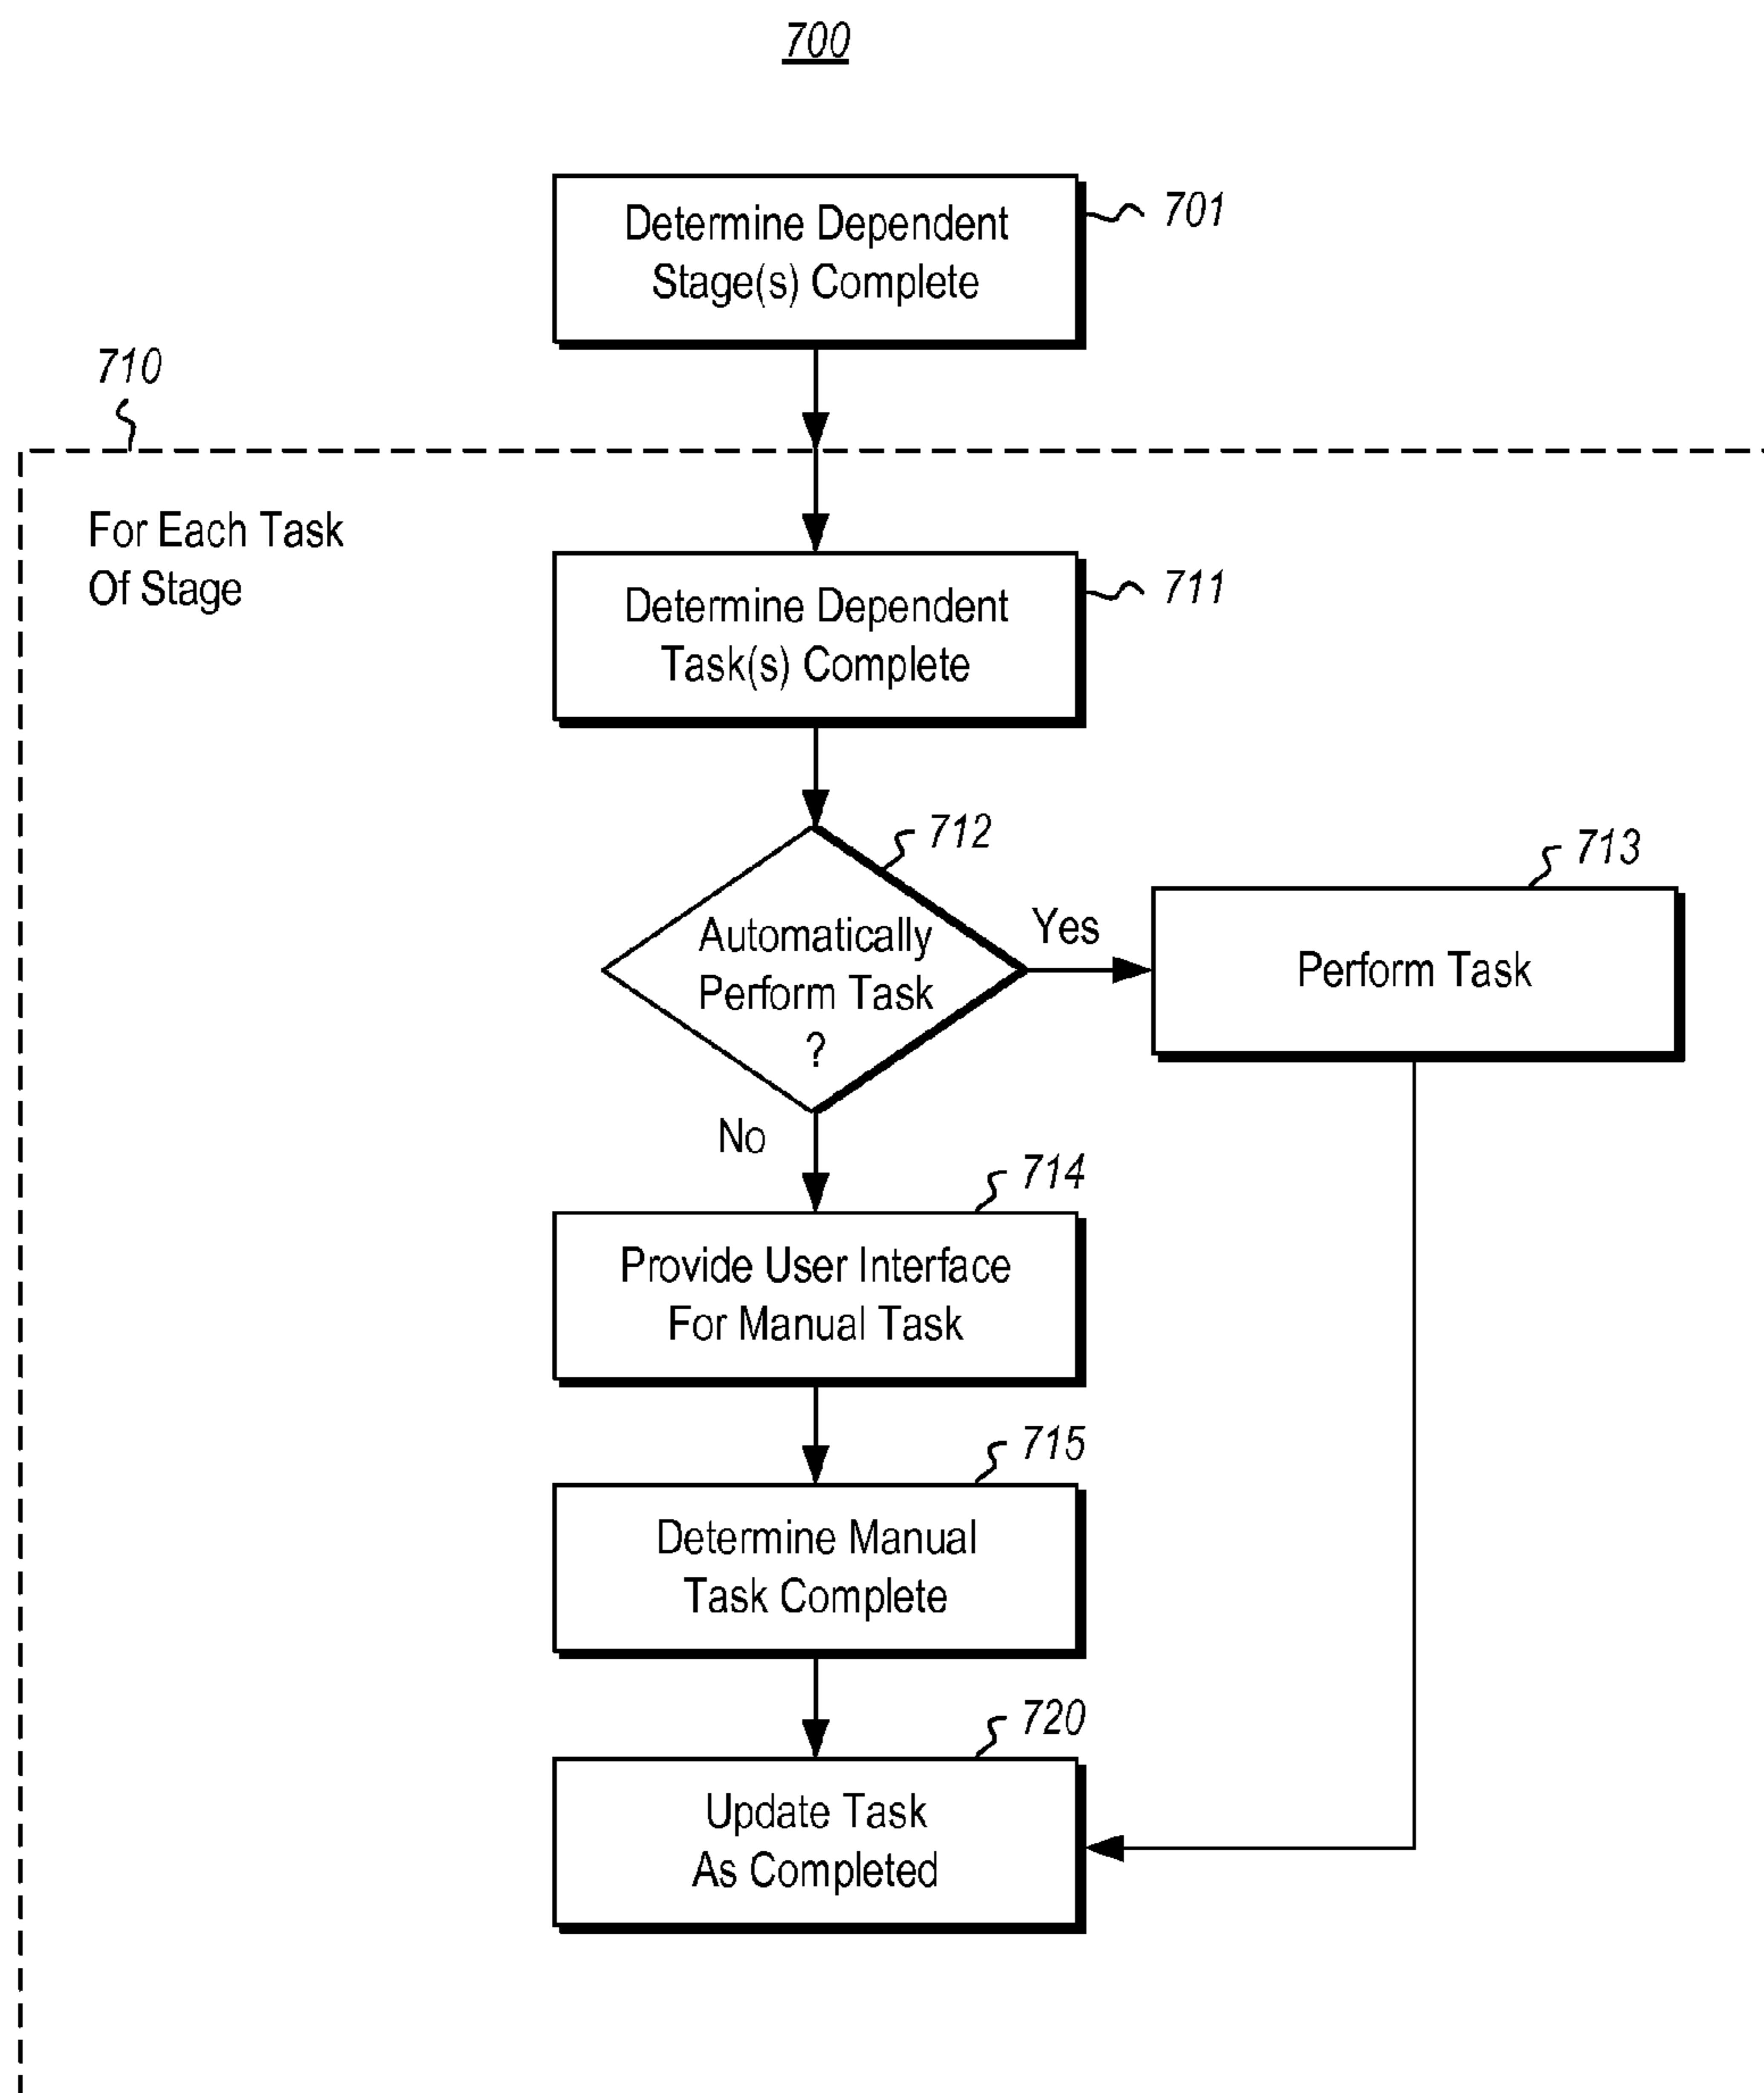 700
Determine Dependent
Stage(s) Complete
701
710
For Each Task
Of Stage
Determine Dependent
Task(s) Complete
711
712
Automatically
Perform Task
?
Yes
713
Perform Task
No
714
Provide User Interface
For Manual Task
715
Determine Manual
Task Complete
720
Update Task
As Completed